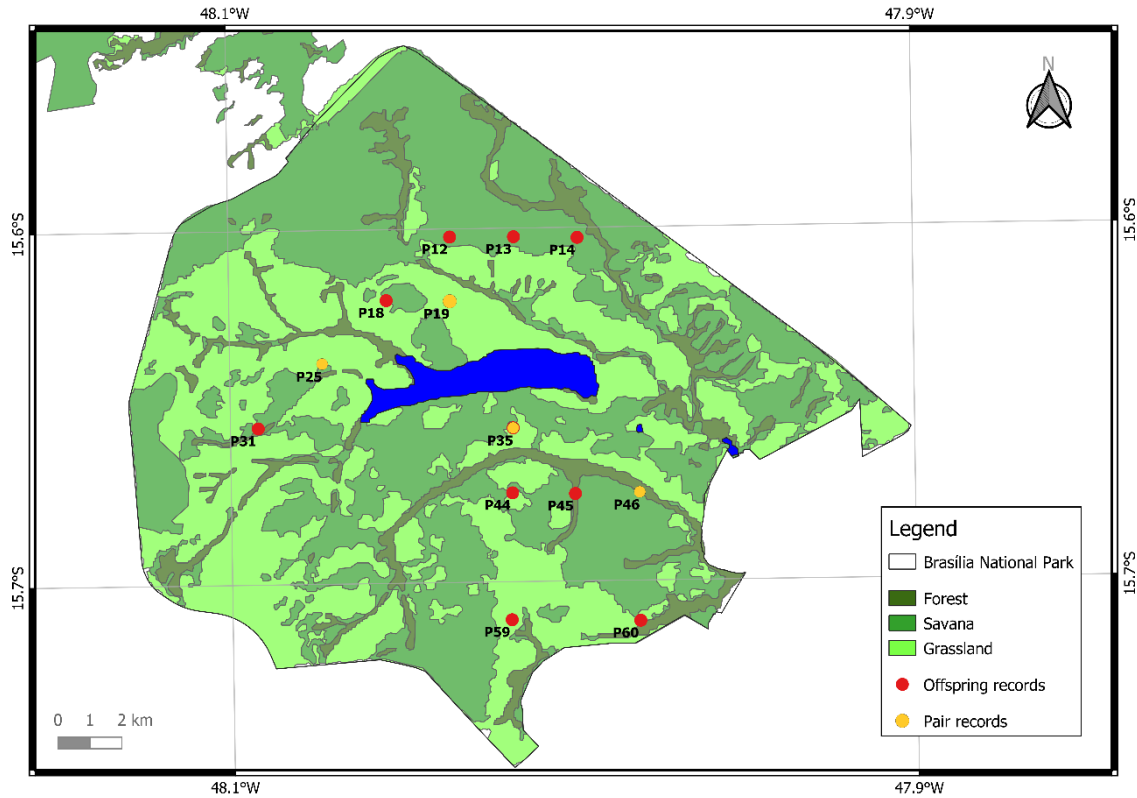 48.1°W 47.9°W
N
15.6°S 15.6°S
P12 P13 P14
P18 P19
P25
P31 P35
P44 P45 P46
Legend
Brasília National Park
15.7°S 15.7°S
Forest
Savana
P59 P60
Grassland
Offspring records
0 1 2 km
Pair records
48.1°W 47.9°W